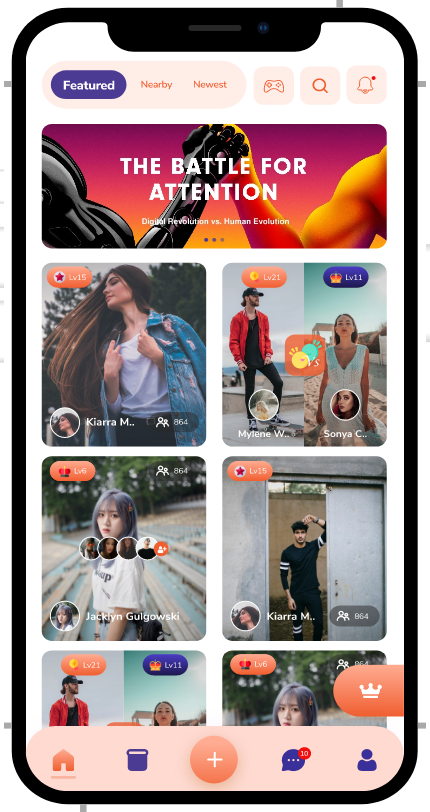 Featured
Nearby
Newest
THE BATTLE FOR
ATTENTION
Digital Revolution vs. Human Evolution
Lv15
Lv21
Lv11
Kiarra M..
864
Mylene W..
Sonya C..
Lv6
864
Lv15
Jacklyn Gulgowski
Kiarra M..
864
Lv21
Lv11
Lv6
864
10